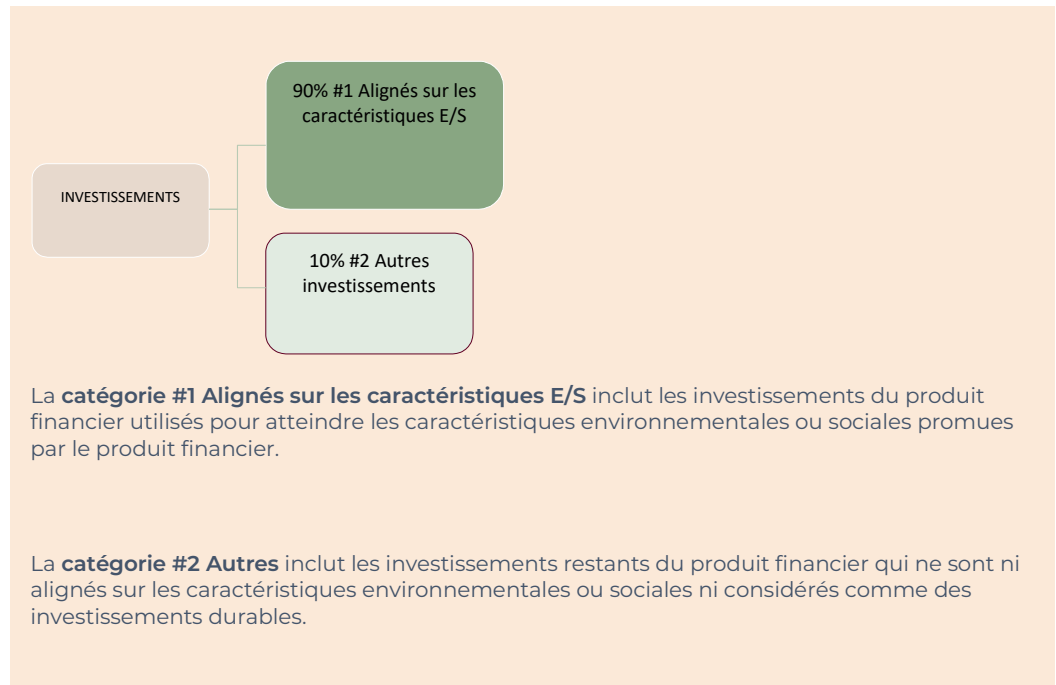 90% #1 Alignés sur les
caractéristiques E/S
INVESTISSEMENTS
10% #2 Autres
investissements
La catégorie #1 Alignés sur les caractéristiques E/S inclut les investissements du produit
financier utilisés pour atteindre les caractéristiques environnementales ou sociales promues
par le produit financier.
La catégorie #2 Autres inclut les investissements restants du produit financier qui ne sont ni
alignés sur les caractéristiques environnementales ou sociales ni considérés comme des
investissements durables.